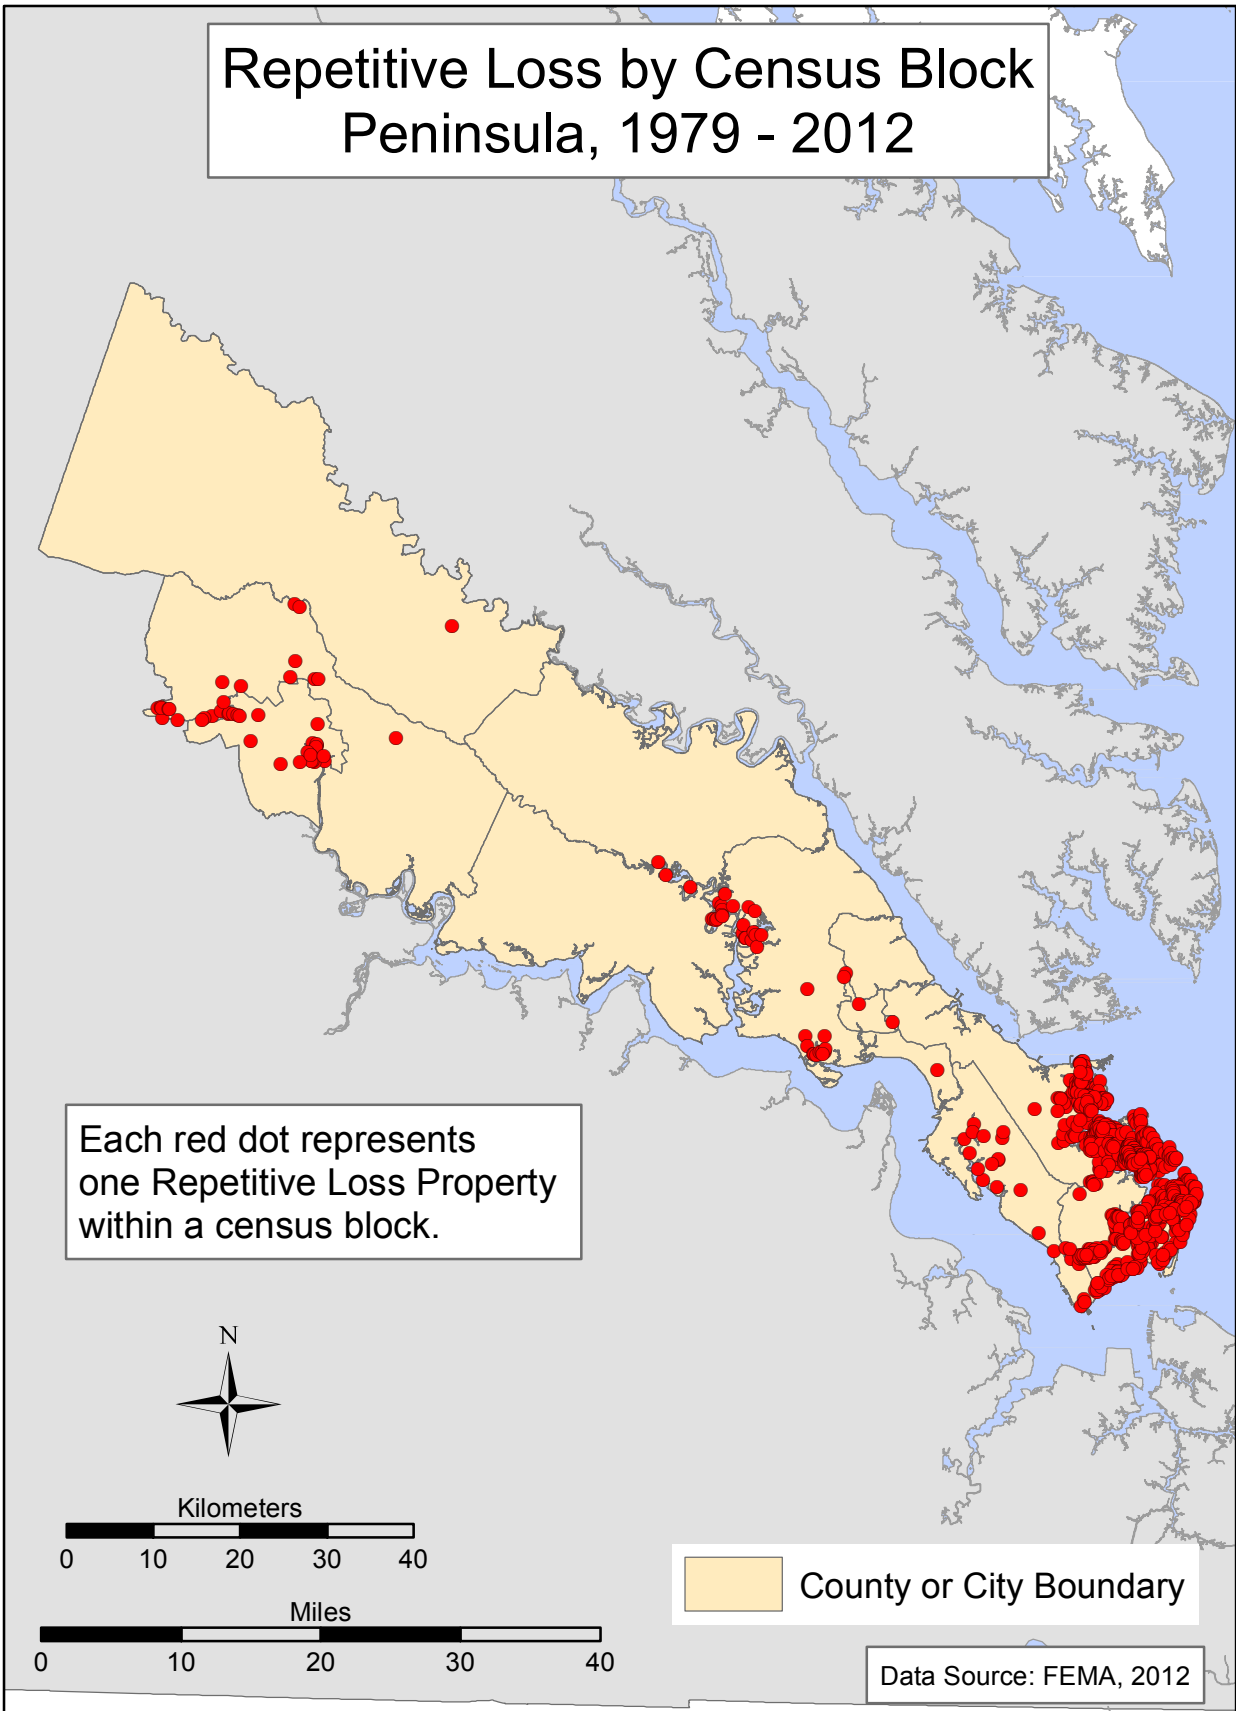 Repetitive Loss by Census Block
Peninsula, 1979 - 2012
Each red dot represents
one Repetitive Loss Property
within a census block.
N
Kilometers
0 10 20 30 40
Miles
0 10 20 30 40
County or City Boundary
Data Source: FEMA, 2012